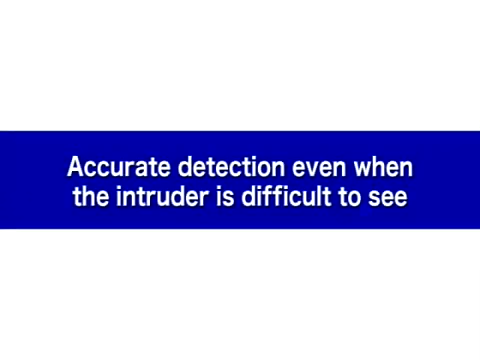 Accurate detection even when
the intruder is difficult to see